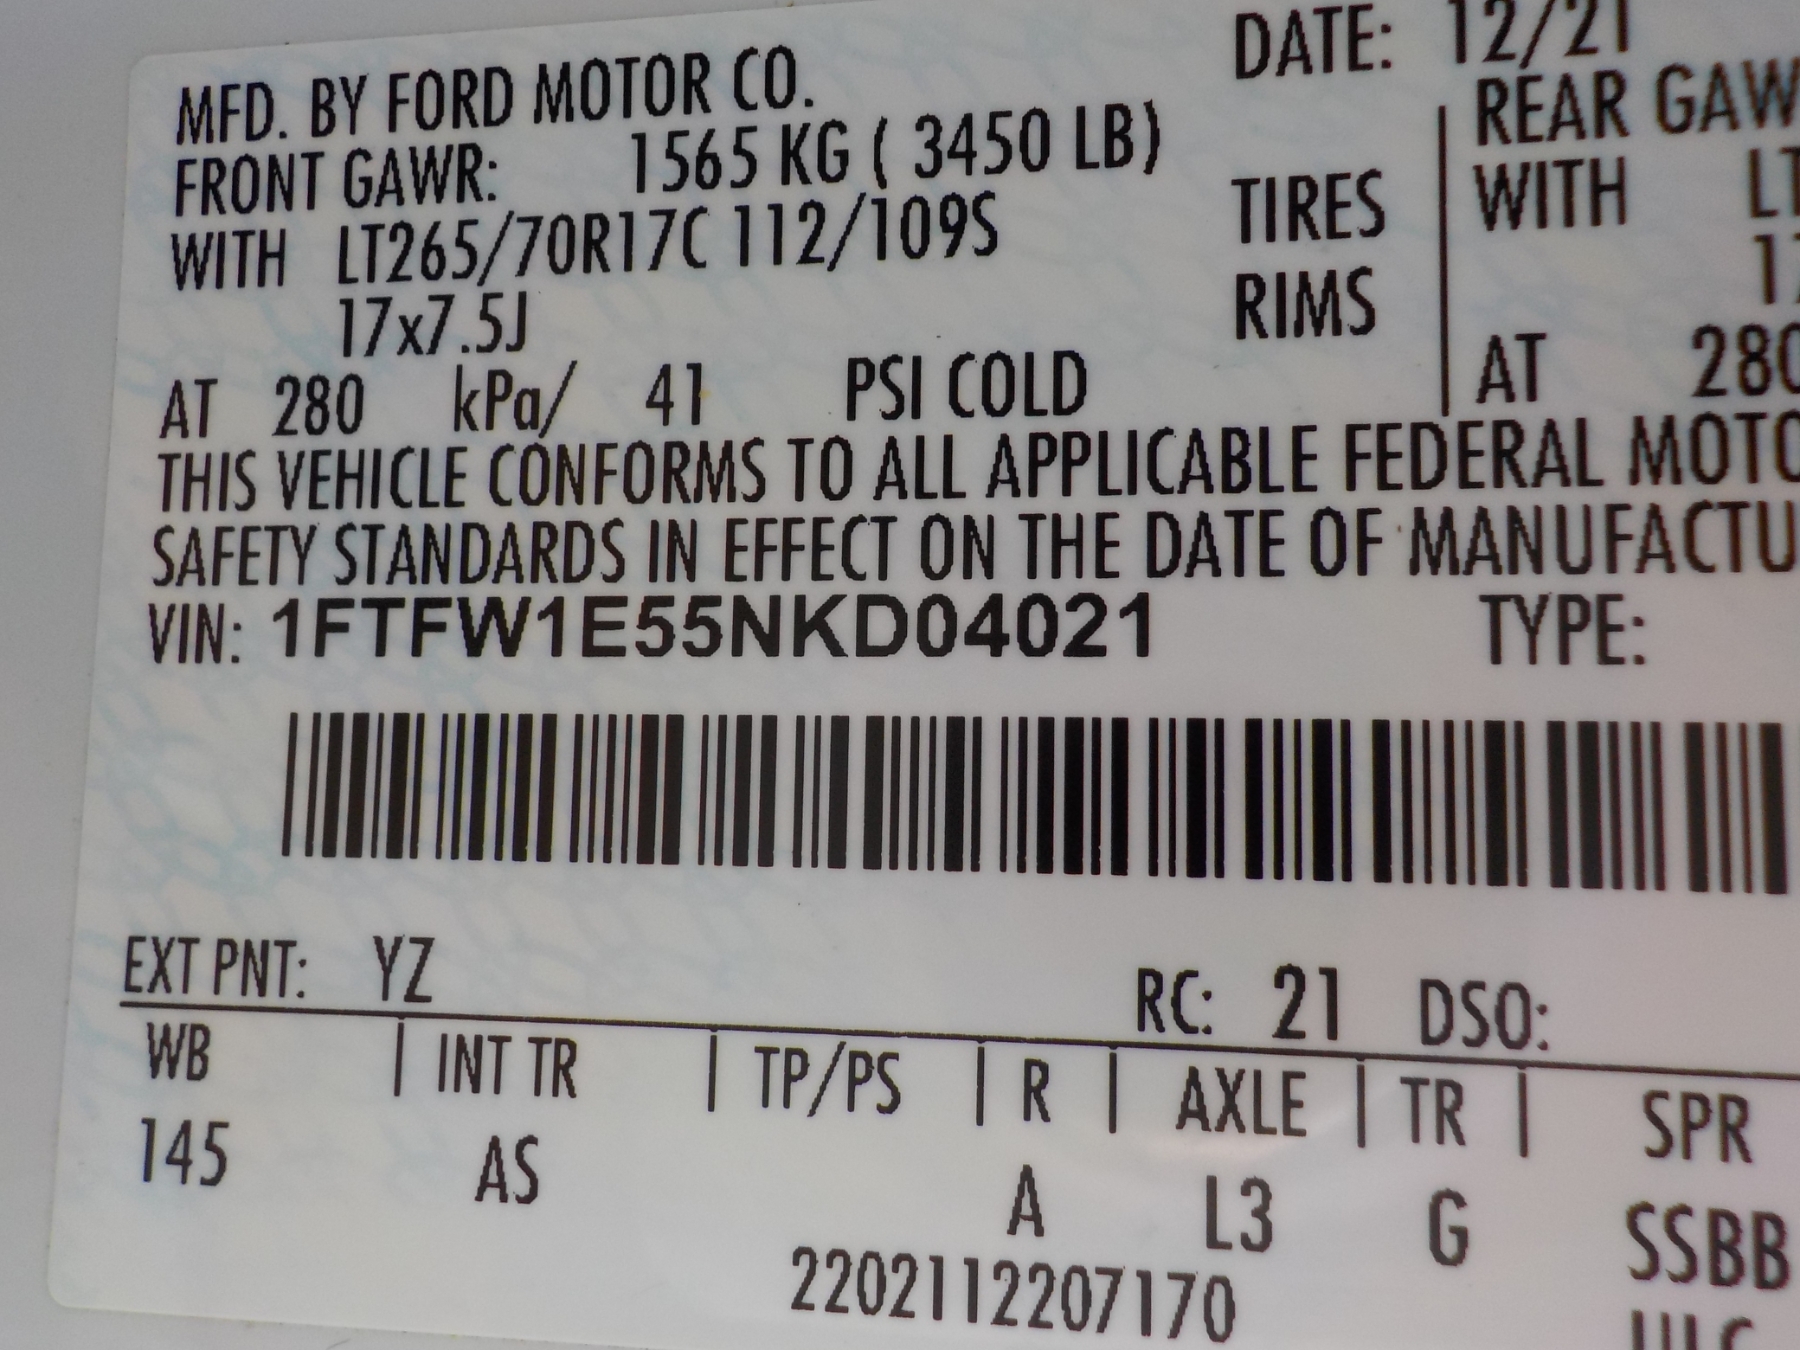 DATE: 12/21
MFD. BY FORD MOTOR CO.
FRONT GAWR: 1565 KG ( 3450 LB)
REAR GAW
WITH LT265/70R17C 112/109S TIRES WITH LT
17x7.5J RIMS 17
AT 280 kPa/ 41 PSI COLD AT 280
THIS VEHICLE CONFORMS TO ALL APPLICABLE FEDERAL MOTO
SAFETY STANDARDS IN EFFECT ON THE DATE OF MANUFACTU
VIN: 1FTFW1E55NKD04021 TYPE:
EXT PNT: YZ RC: 21 DSO:
WB | INT TR | TP/PS | R | AXLE | TR | SPR
145 AS A L3 G SSBB
2202112207170